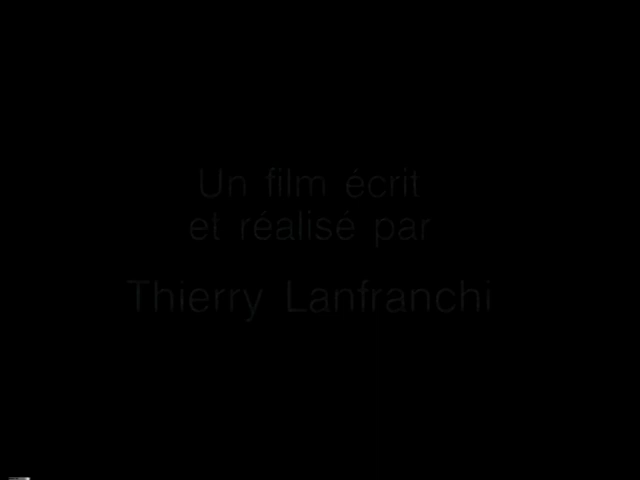 Un film écrit
et réalisé par
Thierry Lanfranchi